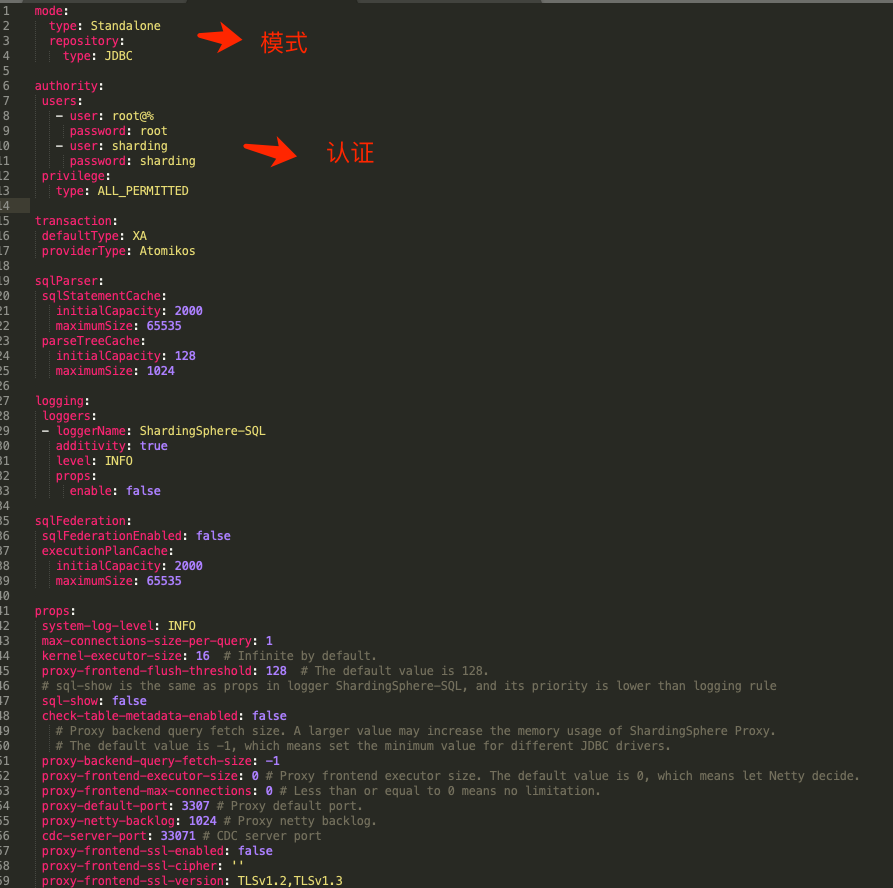 1 mode:
2 type: Standalone
模式
3 repository:
4 type: JDBC
5
6 authority:
7 users:
8 - user: root@%
9 password: root
10 - user: sharding
认证
11 password: sharding
12 privilege:
13 type: ALL_PERMITTED
14
15 transaction:
16 defaultType: XA
17 providerType: Atomikos
18
19 sqlParser:
20 sqlStatementCache:
21 initialCapacity: 2000
22 maximumSize: 65535
23 parseTreeCache:
24 initialCapacity: 128
25 maximumSize: 1024
26
27 logging:
28 loggers:
29 - loggerName: ShardingSphere-SQL
30 additivity: true
31 level: INFO
32 props:
33 enable: false
34
35 sqlFederation:
36 sqlFederationEnabled: false
37 executionPlanCache:
38 initialCapacity: 2000
39 maximumSize: 65535
40
41 props:
42 system-log-level: INFO
43 max-connections-size-per-query: 1
44 kernel-executor-size: 16 # Infinite by default.
45 proxy-frontend-flush-threshold: 128 # The default value is 128.
46 # sql-show is the same as props in logger ShardingSphere-SQL, and its priority is lower than logging rule
47 sql-show: false
48 check-table-metadata-enabled: false
49 # Proxy backend query fetch size. A larger value may increase the memory usage of ShardingSphere Proxy.
50 # The default value is -1, which means set the minimum value for different JDBC drivers.
51 proxy-backend-query-fetch-size: -1
52 proxy-frontend-executor-size: 0 # Proxy frontend executor size. The default value is 0, which means let Netty decide.
53 proxy-frontend-max-connections: 0 # Less than or equal to 0 means no limitation.
54 proxy-default-port: 3307 # Proxy default port.
55 proxy-netty-backlog: 1024 # Proxy netty backlog.
56 cdc-server-port: 33071 # CDC server port
57 proxy-frontend-ssl-enabled: false
58 proxy-frontend-ssl-cipher: ''
59 proxy-frontend-ssl-version: TLSv1.2,TLSv1.3